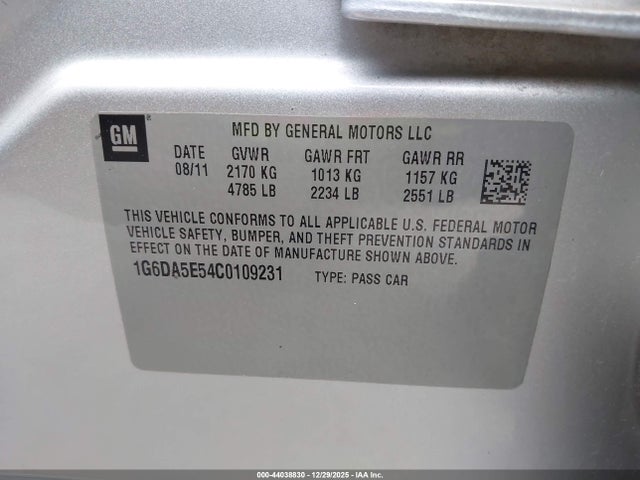 GM
MFD BY GENERAL MOTORS LLC
DATE GVWR GAWR FRT GAWR RR
08/11 2170 KG 1013 KG 1157 KG
4785 LB 2234 LB 2551 LB
THIS VEHICLE CONFORMS TO ALL APPLICABLE U.S. FEDERAL MOTOR
VEHICLE SAFETY, BUMPER, AND THEFT PREVENTION STANDARDS IN
EFFECT ON THE DATE OF MANUFACTURE SHOWN ABOVE.
1G6DA5E54C0109231 TYPE: PASS CAR
000-44038830 - 12/29/2025 - IAA Inc.